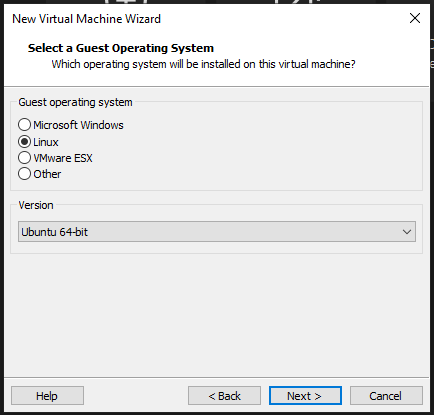 New Virtual Machine Wizard
Select a Guest Operating System
Which operating system will be installed on this virtual machine?
Guest operating system
Microsoft Windows
Linux
VMware ESX
Other
Version
Ubuntu 64-bit
Help
< Back
Next >
Cancel